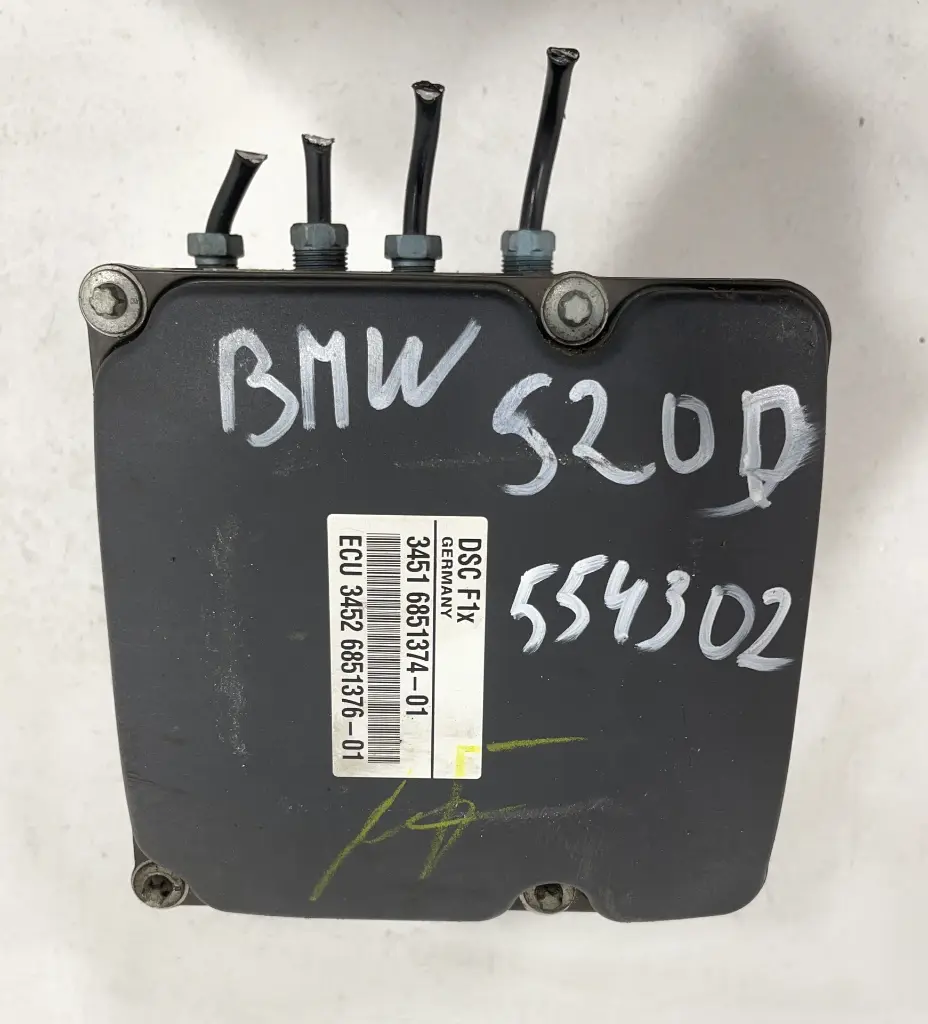 BMW
520D
554302
DSC F1x
GERMANY
3451 6851374-01
ECU 3452 6851376-01